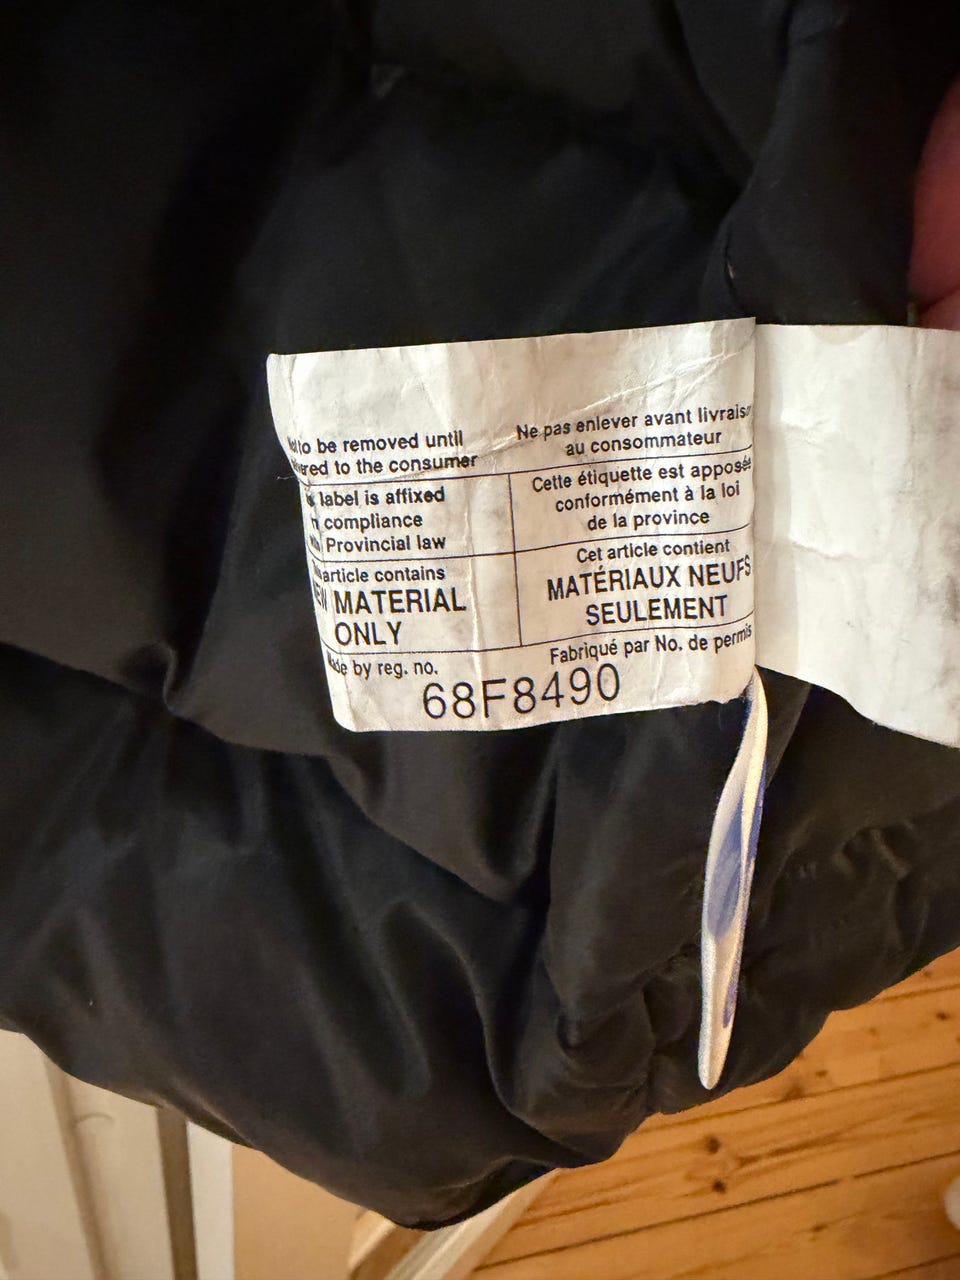 to be removed until
to the consumer
label is affixed
compliance
Provincial law
article contains
MATERIAL
ONLY
by reg. no.
Ne pas enlever avant
au consommateur
Cette étiquette est apposée
conformément à la loi
de la province
Cet article contient
MATÉRIAUX NEUFS
SEULEMENT
Fabriqué par No. de permis
68F8490